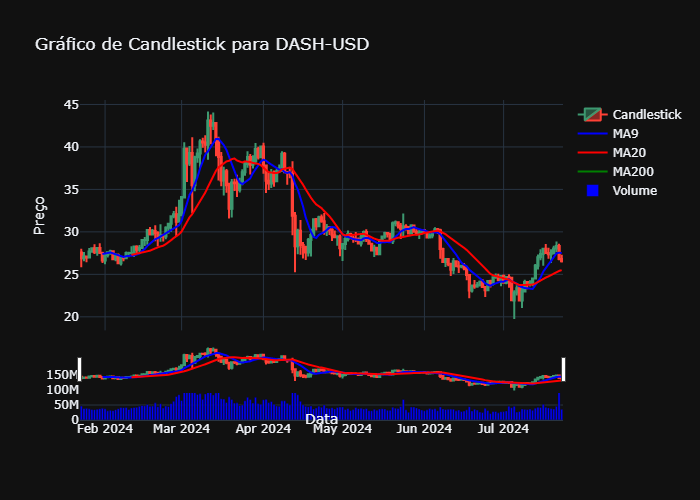 Gráfico de Candlestick para DASH-USD
45
40
35
30
25
20
Preço
Candlestick
MA9
MA20
MA200
Volume
150M
100M
50M
0
Feb 2024
Mar 2024
Apr 2024
May 2024
Jun 2024
Jul 2024
Data